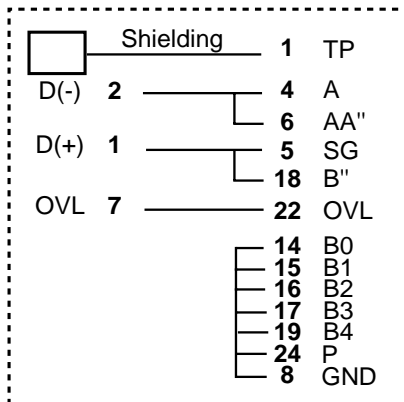 Shielding 1 TP
D(-) 2 4 A
6 AA"
D(+) 1 5 SG
18 B"
OVL 7 22 OVL
14 B0
15 B1
16 B2
17 B3
19 B4
24 P
8 GND